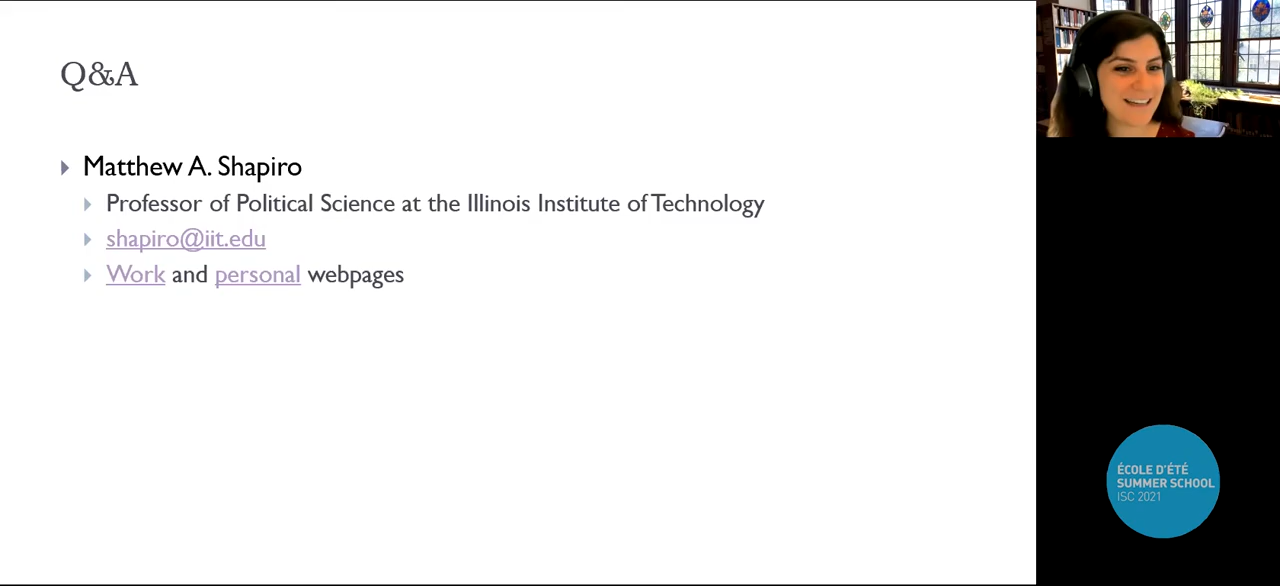 Q&A
Matthew A. Shapiro
Professor of Political Science at the Illinois Institute of Technology
shapiro@iit.edu
Work and personal webpages
ÉCOLE D'ÉTÉ
SUMMER SCHOOL
ISC 2021